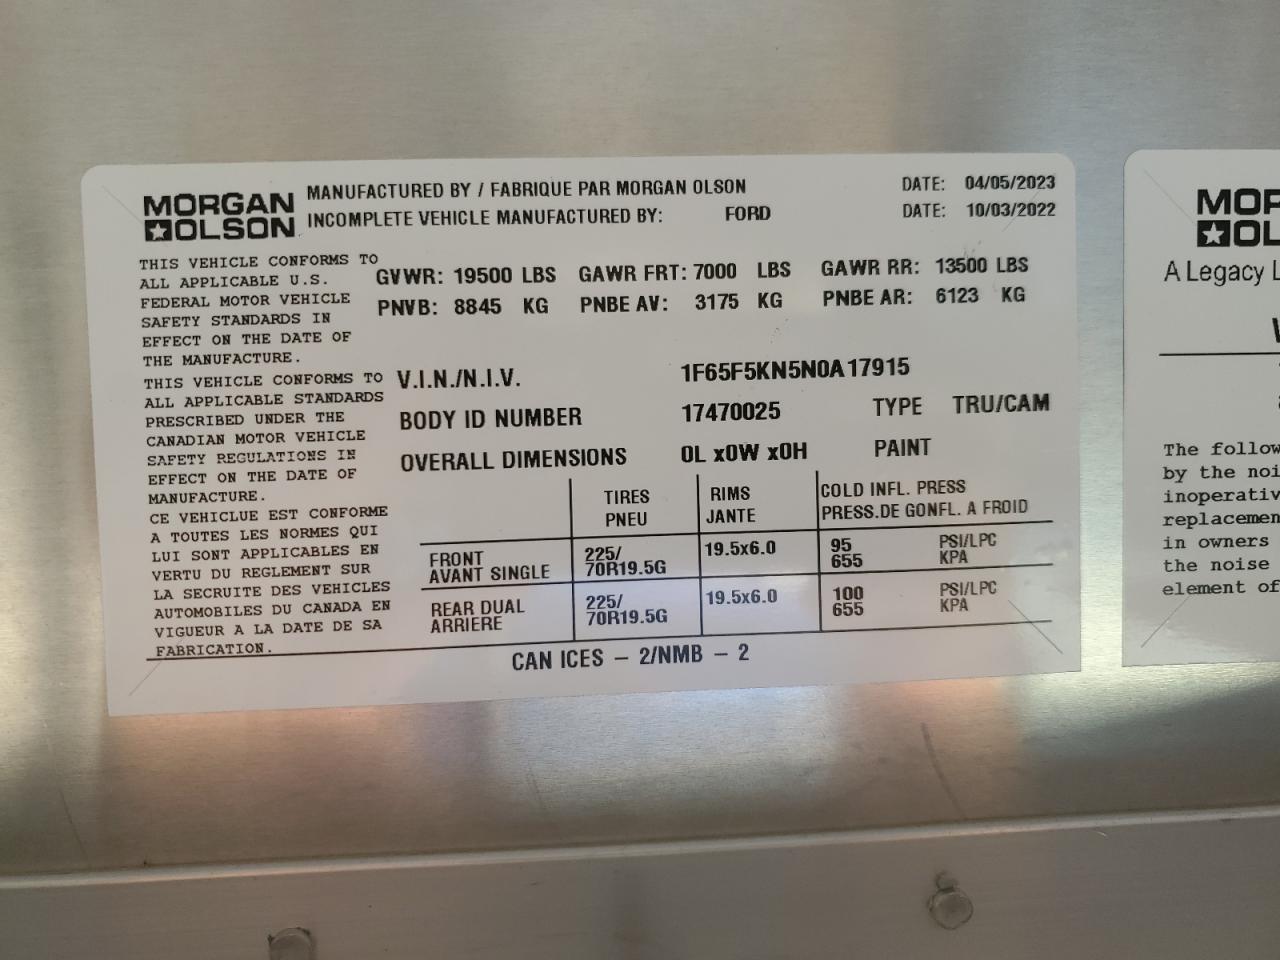 MORGAN OLSON
MANUFACTURED BY / FABRIQUE PAR MORGAN OLSON DATE: 04/05/2023
INCOMPLETE VEHICLE MANUFACTURED BY: FORD DATE: 10/03/2022
THIS VEHICLE CONFORMS TO
ALL APPLICABLE U.S.
FEDERAL MOTOR VEHICLE
SAFETY STANDARDS IN
EFFECT ON THE DATE OF
THE MANUFACTURE.
THIS VEHICLE CONFORMS TO
ALL APPLICABLE STANDARDS
PRESCRIBED UNDER THE
CANADIAN MOTOR VEHICLE
SAFETY REGULATIONS IN
EFFECT ON THE DATE OF
MANUFACTURE.
CE VEHICLUE EST CONFORME
A TOUTES LES NORMES QUI
LUI SONT APPLICABLES EN
VERTU DU REGLEMENT SUR
LA SECRUITE DES VEHICLES
AUTOMOBILES DU CANADA EN
VIGUEUR A LA DATE DE SA
FABRICATION.
GVWR: 19500 LBS GAWR FRT: 7000 LBS GAWR RR: 13500 LBS
PNVB: 8845 KG PNBE AV: 3175 KG PNBE AR: 6123 KG
V.I.N./N.I.V. 1F65F5KN5N0A17915
BODY ID NUMBER 17470025 TYPE TRU/CAM
OVERALL DIMENSIONS 0L x0W x0H PAINT
TIRES RIMS COLD INFL. PRESS
PNEU JANTE PRESS.DE GONFL. A FROID
FRONT 225/ 19.5x6.0 95 PSI/LPC
AVANT SINGLE 70R19.5G 655 KPA
REAR DUAL 225/ 19.5x6.0 100 PSI/LPC
ARRIERE 70R19.5G 655 KPA
CAN ICES – 2/NMB – 2
MOR
OL
A Legacy L
The follow
by the noi
inoperativ
replacemen
in owners
the noise
element of